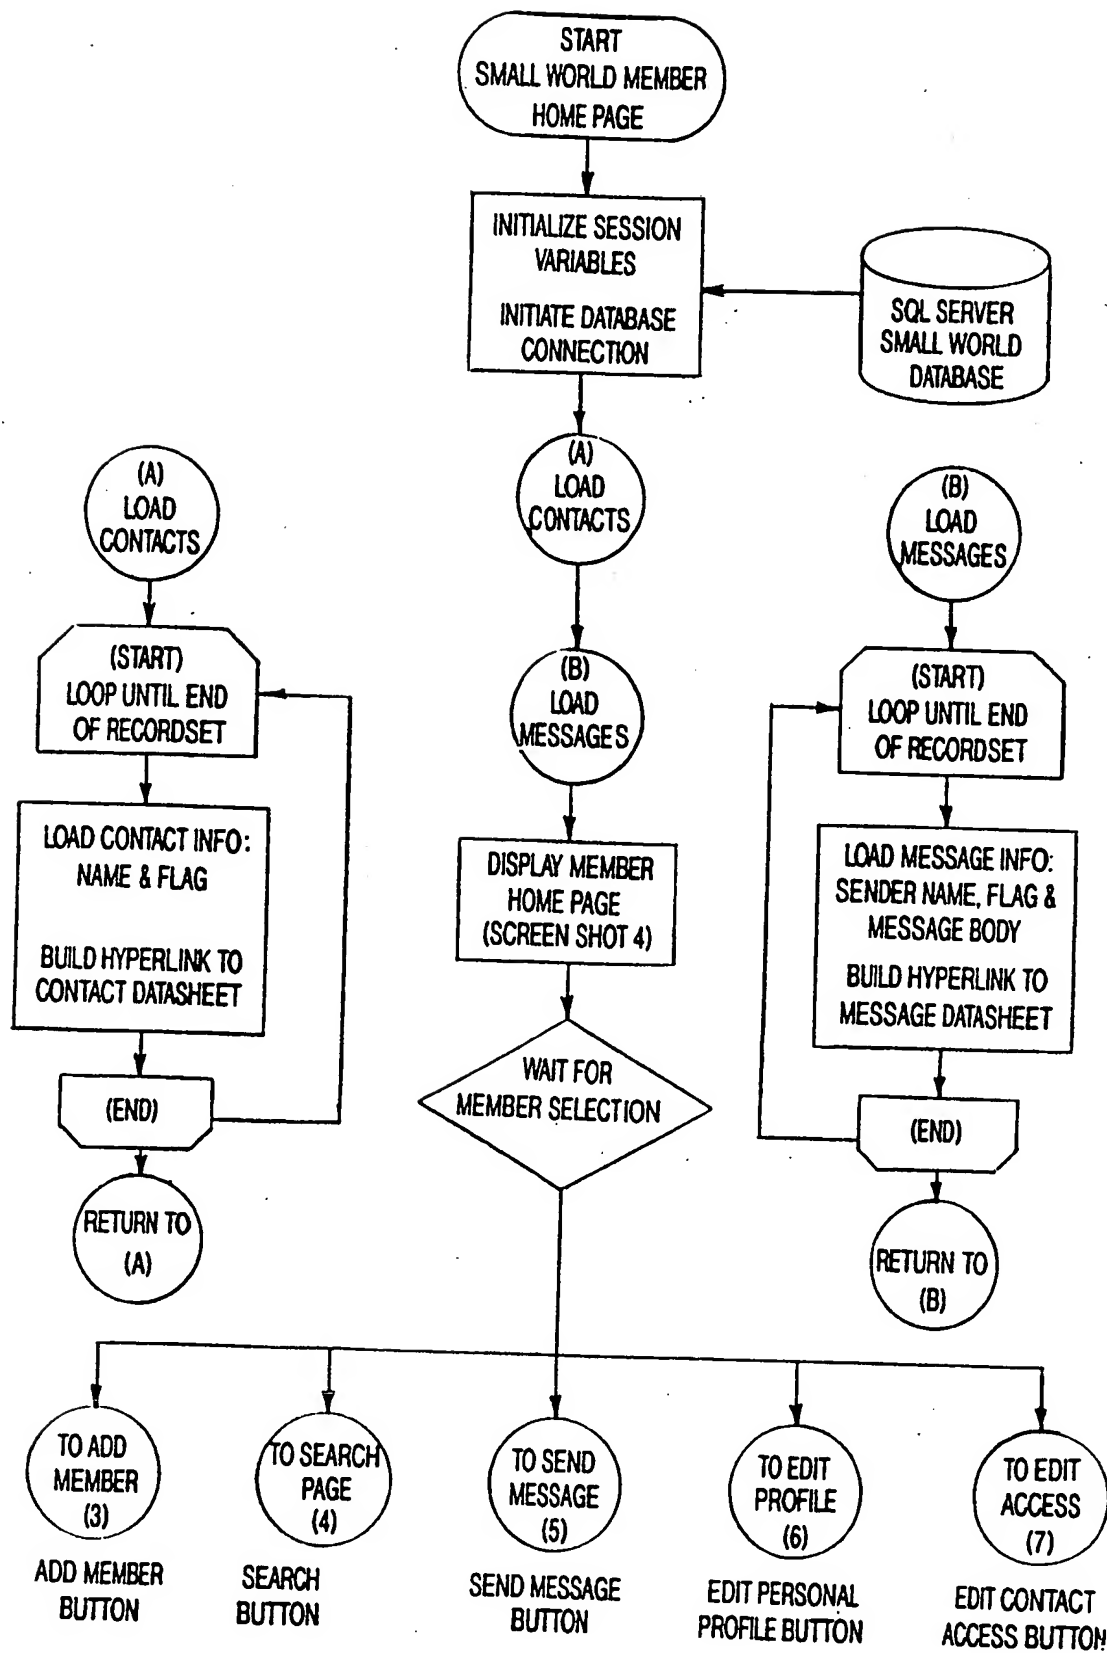 START
SMALL WORLD MEMBER
HOME PAGE
INITIALIZE SESSION
VARIABLES
INITIATE DATABASE
CONNECTION
SQL SERVER
SMALL WORLD
DATABASE
(A)
LOAD
CONTACTS
(B)
LOAD
MESSAGES
DISPLAY MEMBER
HOME PAGE
(SCREEN SHOT 4)
WAIT FOR
MEMBER SELECTION
(A)
LOAD
CONTACTS
(START)
LOOP UNTIL END
OF RECORDSET
LOAD CONTACT INFO:
NAME & FLAG
BUILD HYPERLINK TO
CONTACT DATASHEET
(END)
RETURN TO
(A)
(B)
LOAD
MESSAGES
(START)
LOOP UNTIL END
OF RECORDSET
LOAD MESSAGE INFO:
SENDER NAME, FLAG &
MESSAGE BODY
BUILD HYPERLINK TO
MESSAGE DATASHEET
(END)
RETURN TO
(B)
TO ADD
MEMBER
(3)
ADD MEMBER
BUTTON
TO SEARCH
PAGE
(4)
SEARCH
BUTTON
TO SEND
MESSAGE
(5)
SEND MESSAGE
BUTTON
TO EDIT
PROFILE
(6)
EDIT PERSONAL
PROFILE BUTTON
TO EDIT
ACCESS
(7)
EDIT CONTACT
ACCESS BUTTON